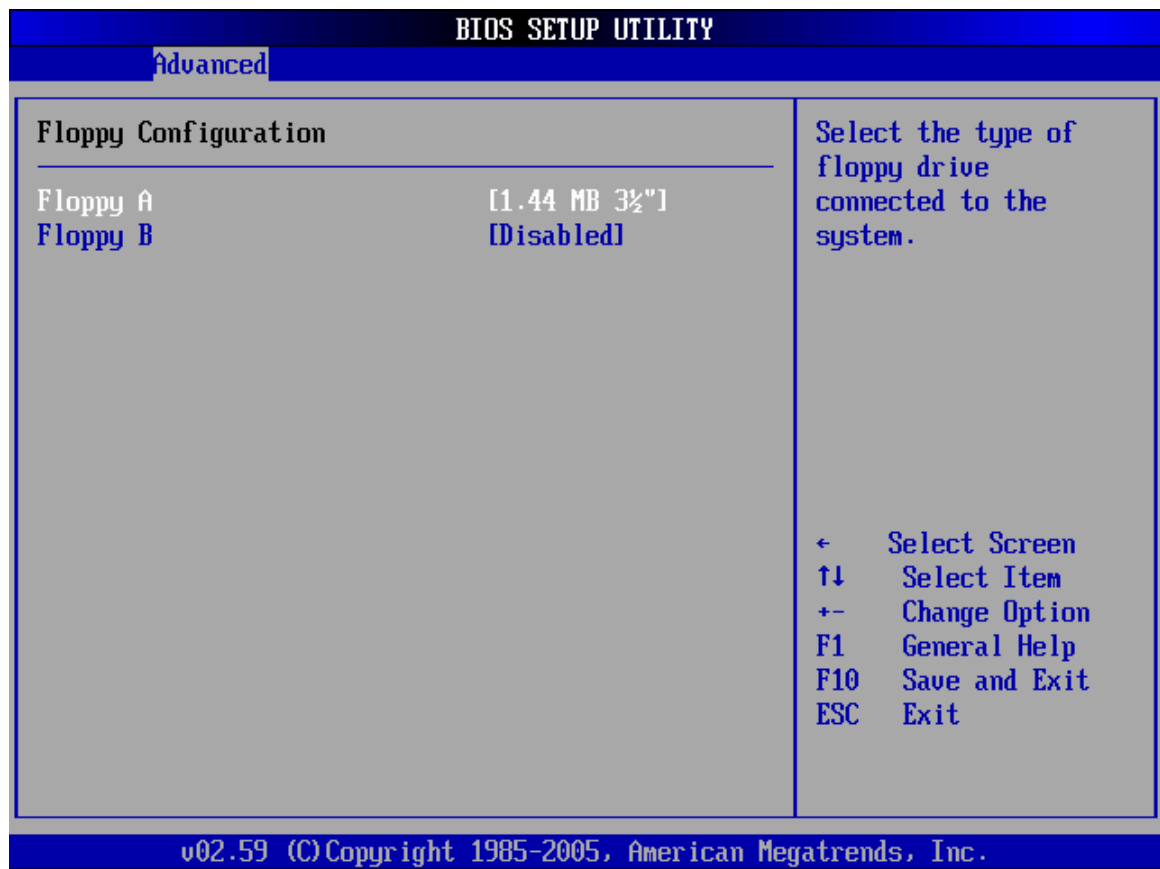 BIOS SETUP UTILITY
Advanced
Floppy Configuration
Floppy A [1.44 MB 3½"]
Floppy B [Disabled]
Select the type of
floppy drive
connected to the
system.
← Select Screen
↑↓ Select Item
+- Change Option
F1 General Help
F10 Save and Exit
ESC Exit
v02.59 (C)Copyright 1985-2005, American Megatrends, Inc.